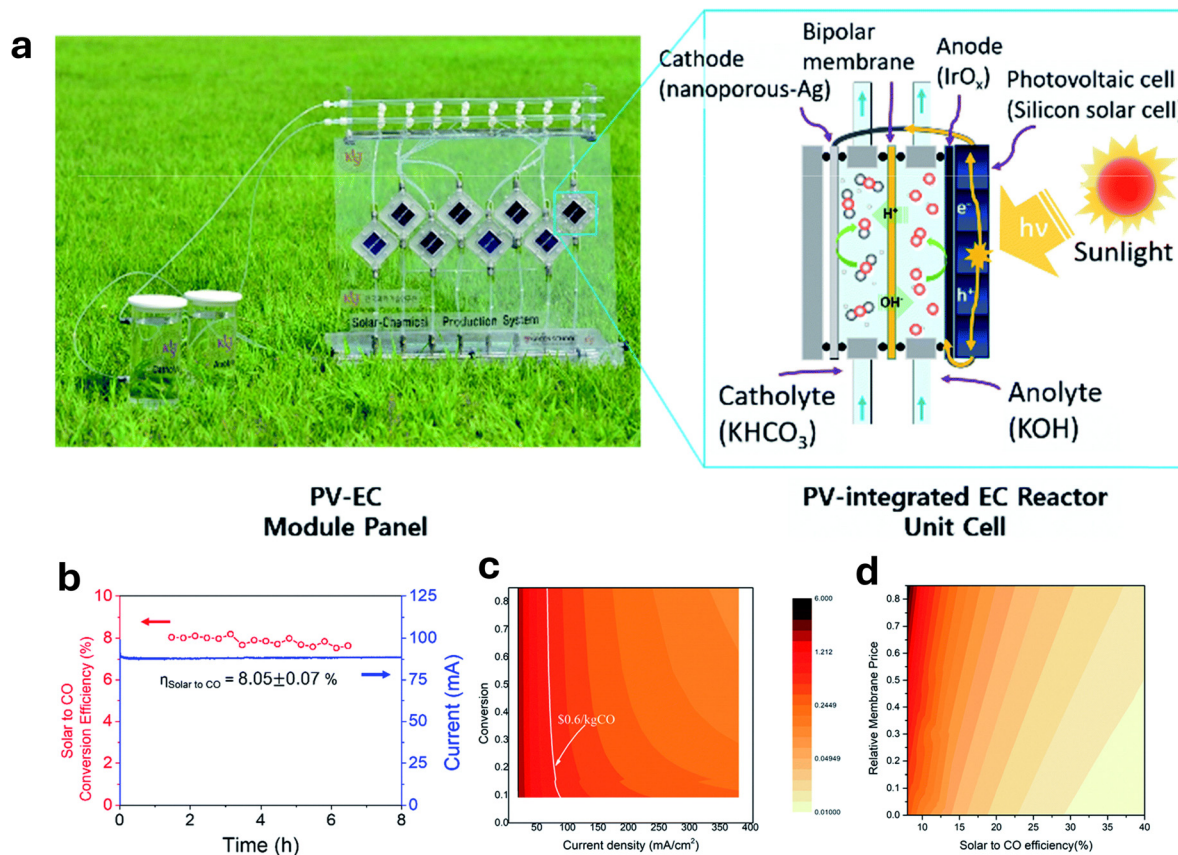 a
Cathode
(nanoporous-Ag)
Bipolar
membrane
Anode
(IrOₓ)
Photovoltaic cell
(Silicon solar cell)
H⁺
OH⁻
e⁻
h⁺
hν
Sunlight
Catholyte
(KHCO₃)
Anolyte
(KOH)
Solar-Chemical Production System
PV-EC
Module Panel
PV-integrated EC Reactor
Unit Cell
b
Solar to CO
Conversion Efficiency (%)
10
8
6
4
2
0
ηSolar to CO = 8.05±0.07 %
125
100
75
50
25
0
Current (mA)
0 2 4 6 8
Time (h)
c
Conversion
0.8
0.7
0.6
0.5
0.4
0.3
0.2
0.1
0.0
$0.6/kgCO
50 100 150 200 250 300 350 400
Current density (mA/cm²)
6.000
1.212
0.2449
0.04949
0.01000
d
Relative Membrane Price
0.8
0.7
0.6
0.5
0.4
0.3
0.2
0.1
0.0
10 15 20 25 30 35 40
Solar to CO efficiency(%)